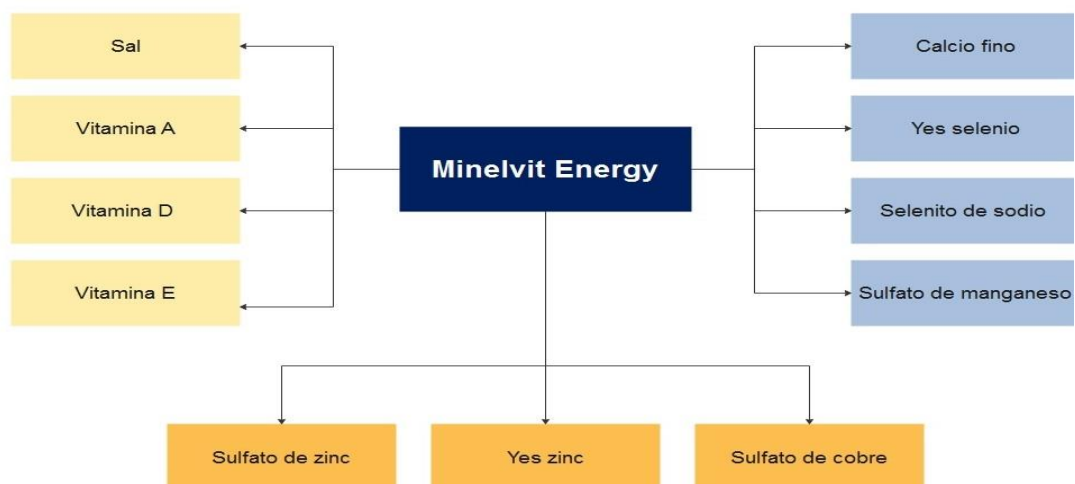 Sal
Vitamina A
Vitamina D
Vitamina E
Minelvit Energy
Calcio fino
Yes selenio
Selenito de sodio
Sulfato de manganeso
Sulfato de zinc
Yes zinc
Sulfato de cobre